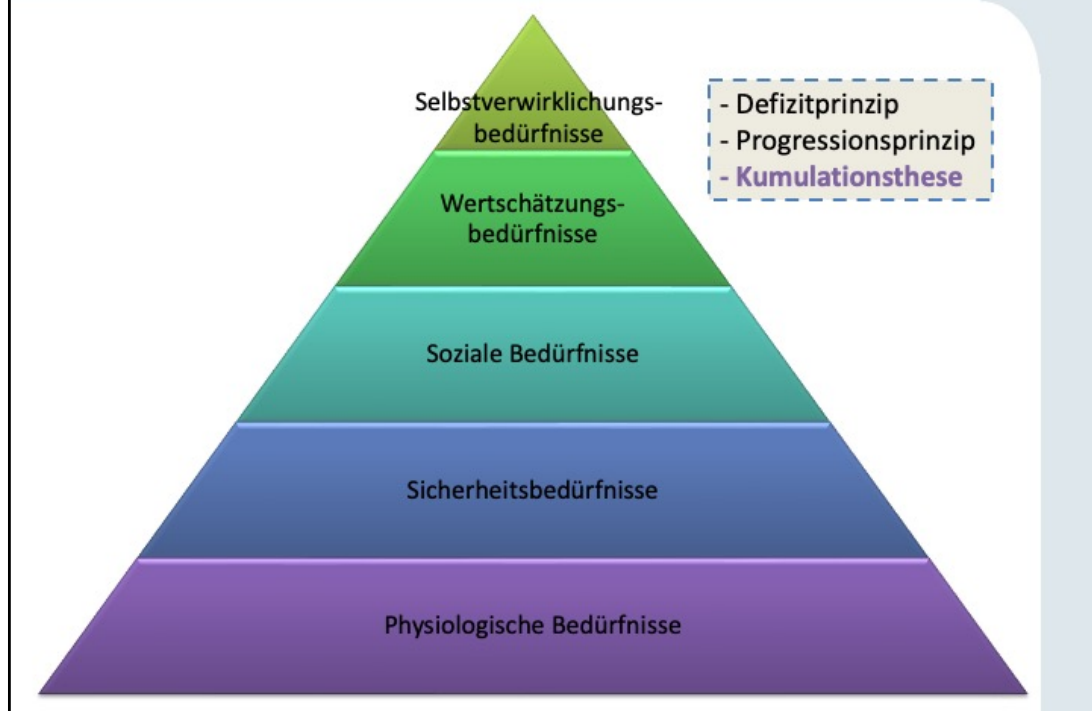 Selbstverwirklichungs-
bedürfnisse
- Defizitprinzip
- Progressionsprinzip
- Kumulationsthese
Wertschätzungs-
bedürfnisse
Soziale Bedürfnisse
Sicherheitsbedürfnisse
Physiologische Bedürfnisse